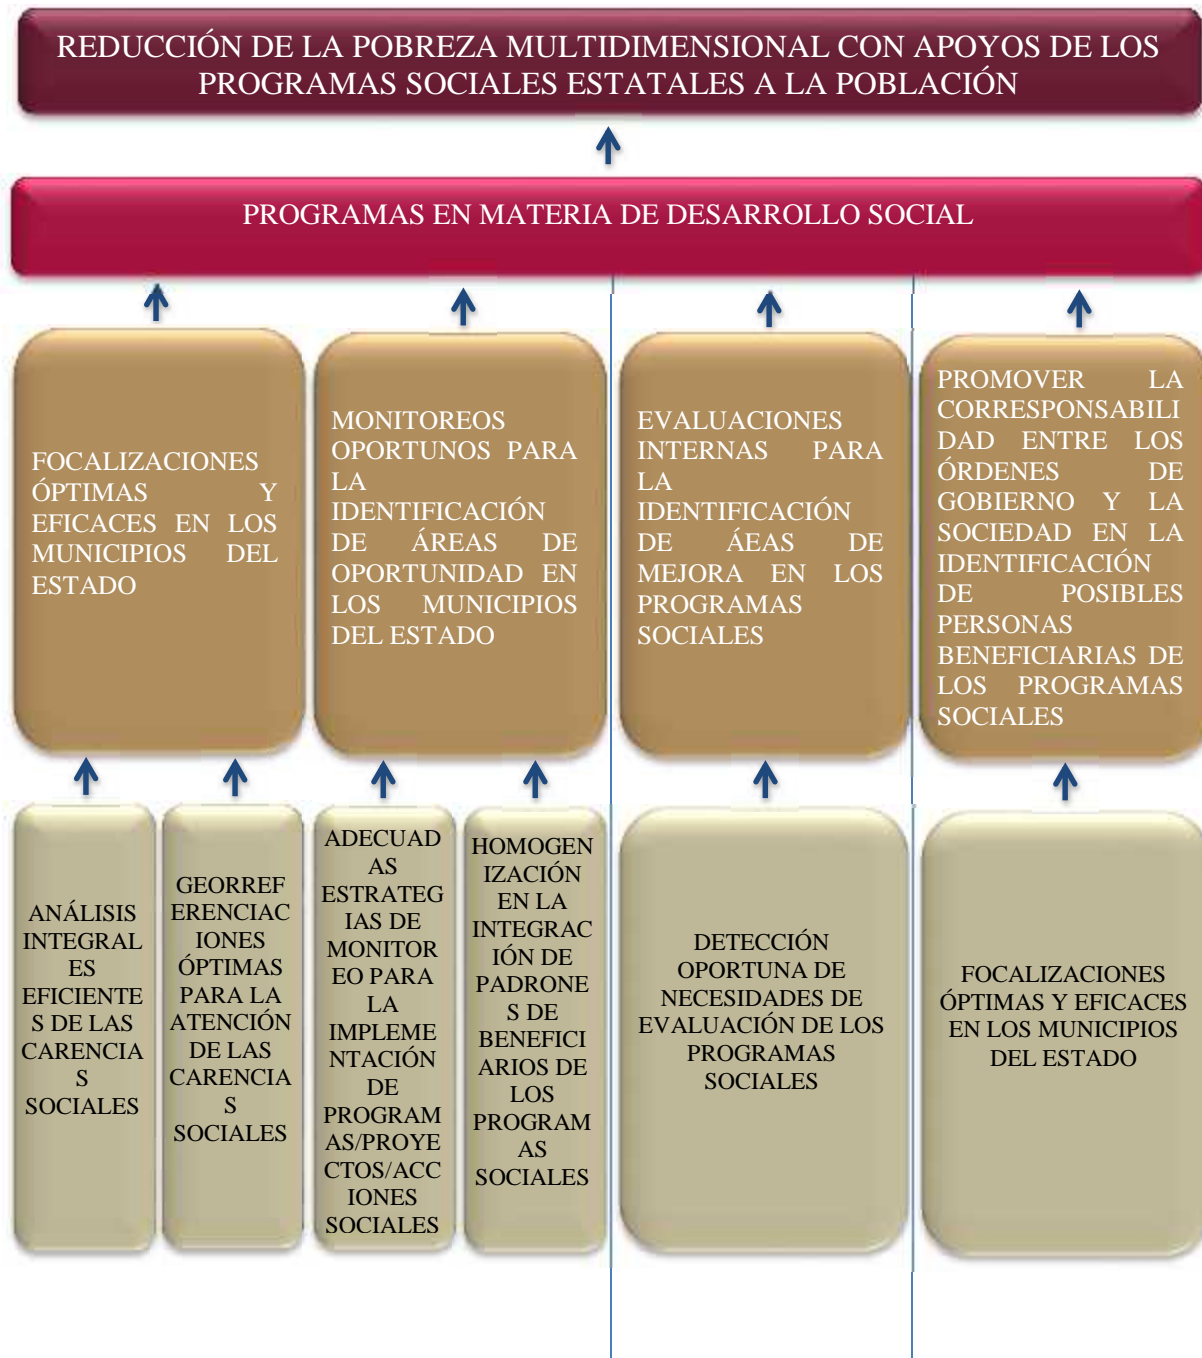 REDUCCIÓN DE LA POBREZA MULTIDIMENSIONAL CON APOYOS DE LOS
PROGRAMAS SOCIALES ESTATALES A LA POBLACIÓN
PROGRAMAS EN MATERIA DE DESARROLLO SOCIAL
FOCALIZACIONES
ÓPTIMAS Y
EFICACES EN LOS
MUNICIPIOS DEL
ESTADO
MONITOREOS
OPORTUNOS PARA
LA
IDENTIFICACIÓN
DE ÁREAS DE
OPORTUNIDAD EN
LOS MUNICIPIOS
DEL ESTADO
EVALUACIONES
INTERNAS PARA
LA
IDENTIFICACIÓN
DE ÁEAS DE
MEJORA EN LOS
PROGRAMAS
SOCIALES
PROMOVER LA
CORRESPONSABILI
DAD ENTRE LOS
ÓRDENES DE
GOBIERNO Y LA
SOCIEDAD EN LA
IDENTIFICACIÓN
DE POSIBLES
PERSONAS
BENEFICIARIAS DE
LOS PROGRAMAS
SOCIALES
ANÁLISIS
INTEGRAL
ES
EFICIENTE
S DE LAS
CARENCIA
S
SOCIALES
GEORREF
ERENCIAC
IONES
ÓPTIMAS
PARA LA
ATENCIÓN
DE LAS
CARENCIA
S
SOCIALES
ADECUAD
AS
ESTRATEG
IAS DE
MONITOR
EO PARA
LA
IMPLEME
NTACIÓN
DE
PROGRAM
AS/PROYE
CTOS/ACC
IONES
SOCIALES
HOMOGEN
IZACIÓN
EN LA
INTEGRAC
IÓN DE
PADRONE
S DE
BENEFICI
ARIOS DE
LOS
PROGRAM
AS
SOCIALES
DETECCIÓN
OPORTUNA DE
NECESIDADES DE
EVALUACIÓN DE LOS
PROGRAMAS
SOCIALES
FOCALIZACIONES
ÓPTIMAS Y EFICACES
EN LOS MUNICIPIOS
DEL ESTADO